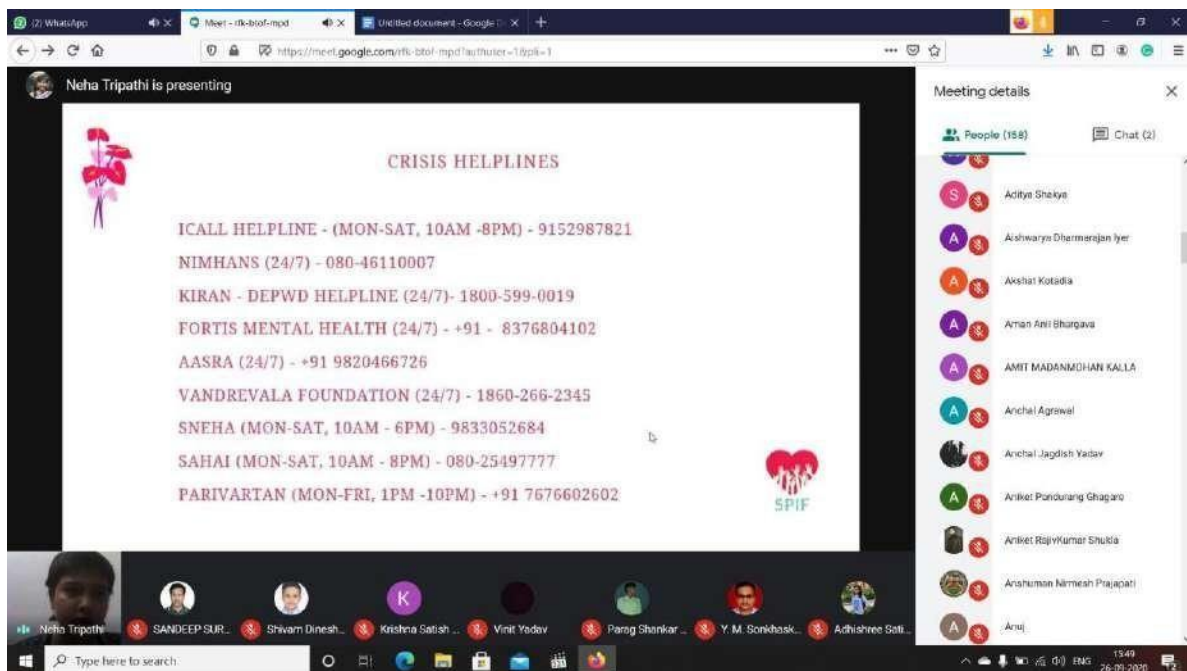 (2) WhatsApp
Meet - rfk-btof-mpd
Untitled document - Google
https://meet.google.com/rfk-btof-mpd?authuser=1&pli=1
Neha Tripathi is presenting
CRISIS HELPLINES
ICALL HELPLINE - (MON-SAT, 10AM -8PM) - 9152987821
NIMHANS (24/7) - 080-46110007
KIRAN - DEPWD HELPLINE (24/7)- 1800-599-0019
FORTIS MENTAL HEALTH (24/7) - +91 - 8376804102
AASRA (24/7) - +91 9820466726
VANDREVALA FOUNDATION (24/7) - 1860-266-2345
SNEHA (MON-SAT, 10AM - 6PM) - 9833052684
SAHAI (MON-SAT, 10AM - 8PM) - 080-25497777
PARIVARTAN (MON-FRI, 1PM -10PM) - +91 7676602602
SPIF
Meeting details
People (158)
Chat (2)
S
Aditya Shakya
A
Aishwarya Dharmarajan Iyer
A
Akshat Kotadia
A
Aman Anil Bhargava
A
AMIT MADANMOHAN KALLA
A
Anchal Agrawal
Anchal Jagdish Yadav
A
Aniket Pandurang Ghagare
Aniket RajivKumar Shukla
Anshuman Nirmesh Prajapati
A
Anuj
Neha Tripathi
SANDEEP SUR...
Shivam Dinesh...
K
Krishna Satish ...
Vinit Yadav
Parag Shankar ...
Y. M. Sonkhask...
Adhishree Sati...
Type here to search
ENG
15:49
26-09-2020